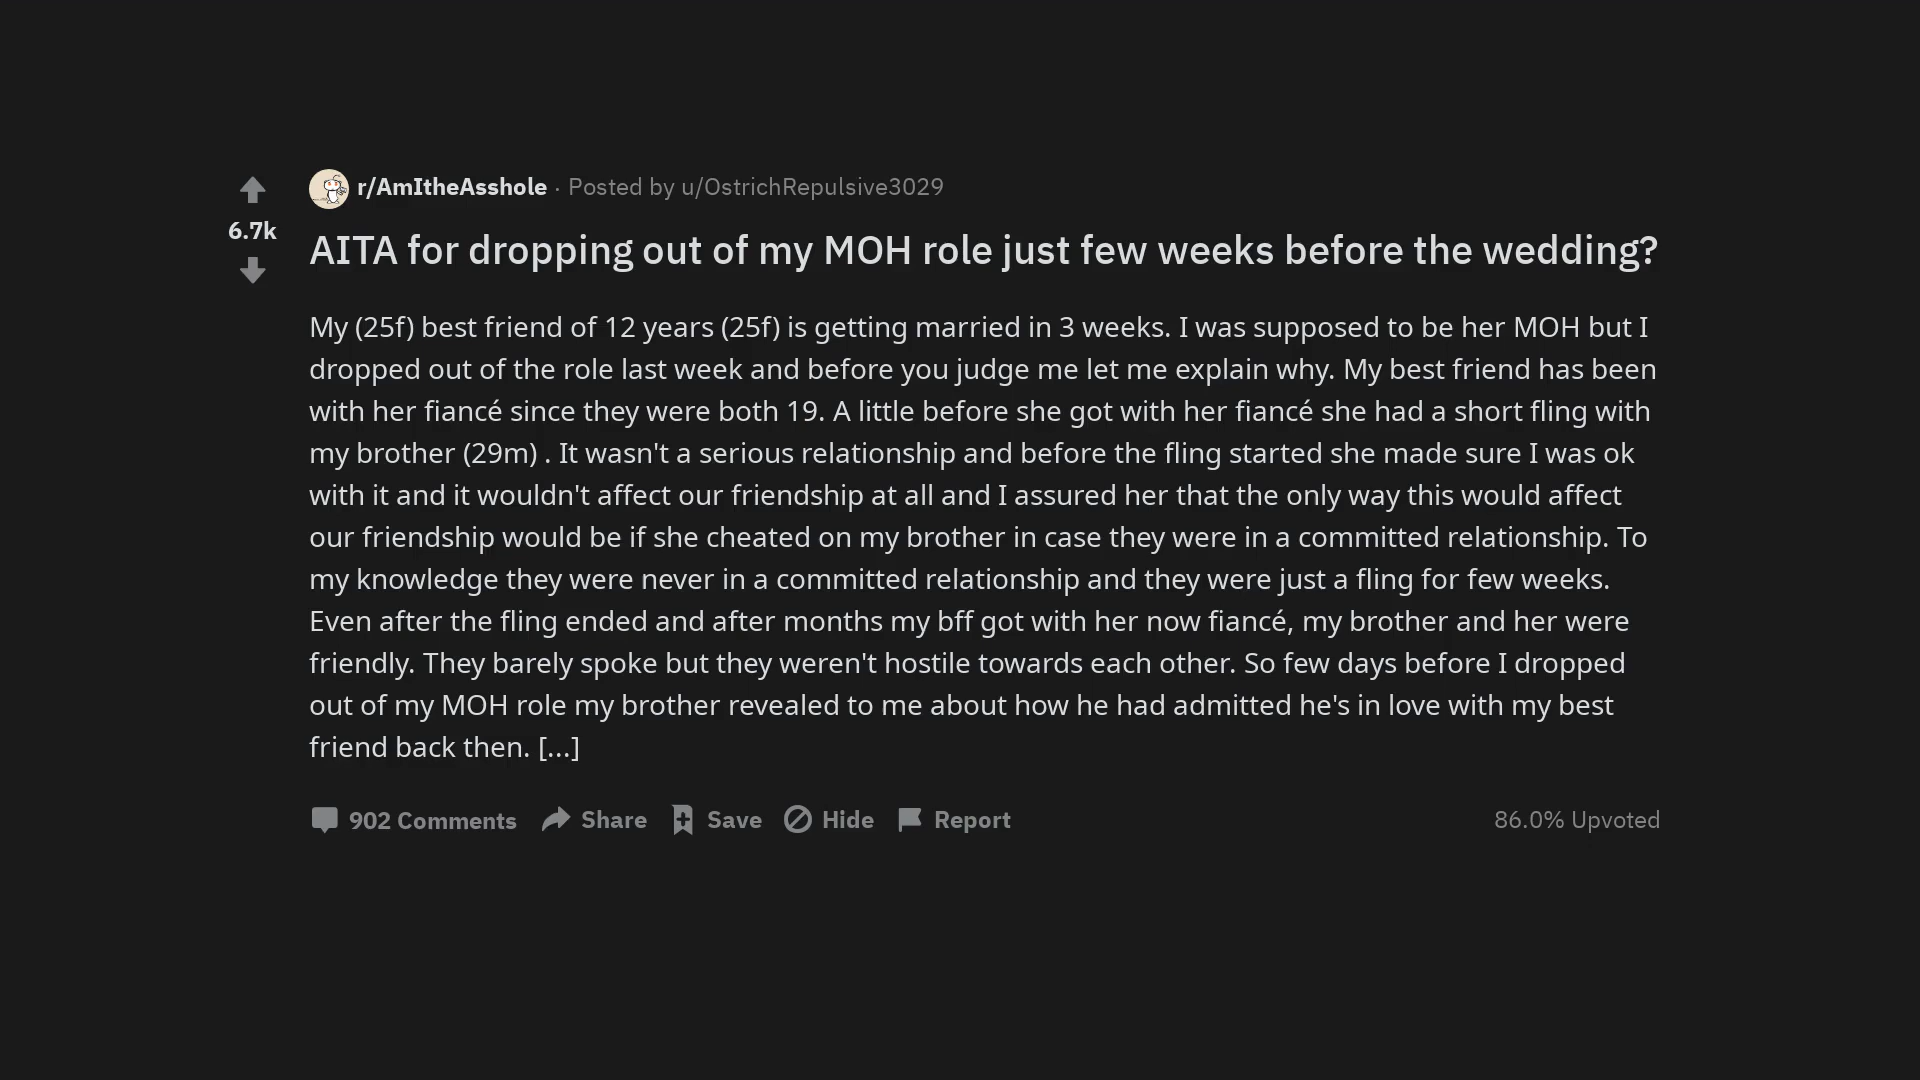 r/AmItheAsshole · Posted by u/OstrichRepulsive3029
6.7k
AITA for dropping out of my MOH role just few weeks before the wedding?
My (25f) best friend of 12 years (25f) is getting married in 3 weeks. I was supposed to be her MOH but I
dropped out of the role last week and before you judge me let me explain why. My best friend has been
with her fiancé since they were both 19. A little before she got with her fiancé she had a short fling with
my brother (29m) . It wasn't a serious relationship and before the fling started she made sure I was ok
with it and it wouldn't affect our friendship at all and I assured her that the only way this would affect
our friendship would be if she cheated on my brother in case they were in a committed relationship. To
my knowledge they were never in a committed relationship and they were just a fling for few weeks.
Even after the fling ended and after months my bff got with her now fiancé, my brother and her were
friendly. They barely spoke but they weren't hostile towards each other. So few days before I dropped
out of my MOH role my brother revealed to me about how he had admitted he's in love with my best
friend back then. [...]
902 Comments Share Save Hide Report 86.0% Upvoted